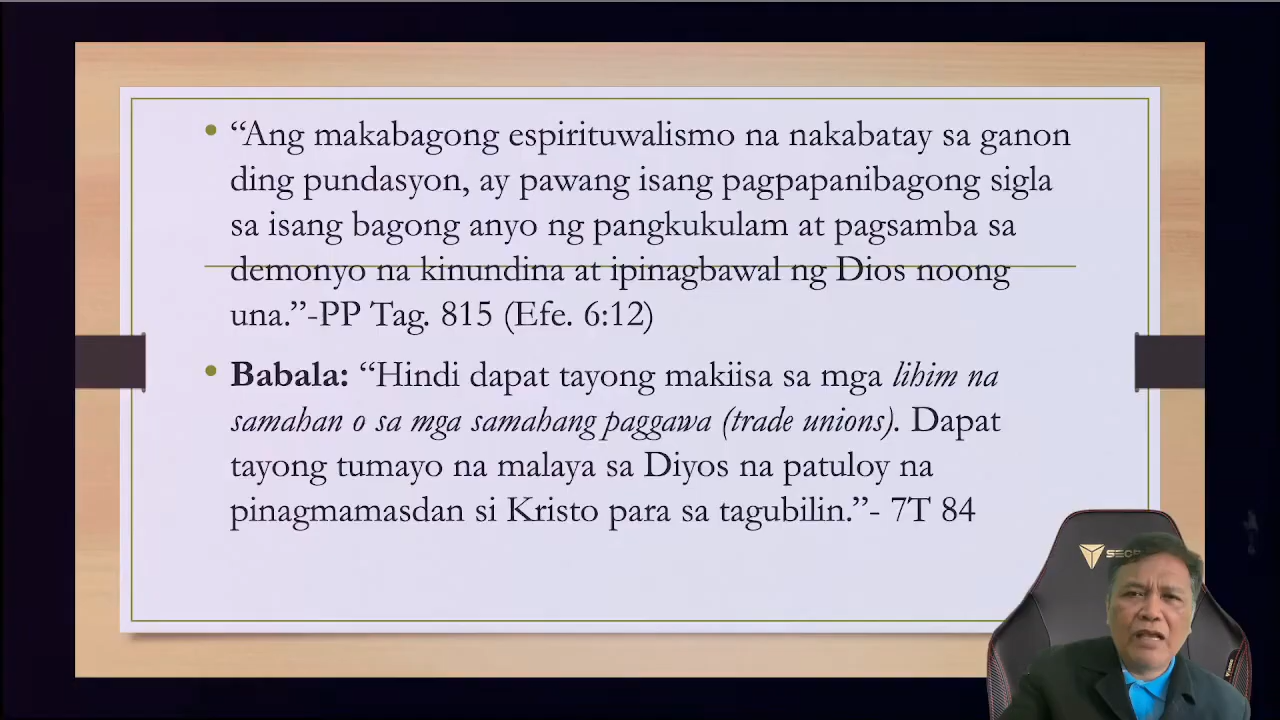 “Ang makabagong espirituwalismo na nakabatay sa ganon
ding pundasyon, ay pawang isang pagpapanibagong sigla
sa isang bagong anyo ng pangkukulam at pagsamba sa
demonyo na kinundina at ipinagbawal ng Dios noong
una.”-PP Tag. 815 (Efe. 6:12)
Babala: “Hindi dapat tayong makiisa sa mga lihim na
samahan o sa mga samahang paggawa (trade unions). Dapat
tayong tumayo na malaya sa Diyos na patuloy na
pinagmamasdan si Kristo para sa tagubilin.”- 7T 84